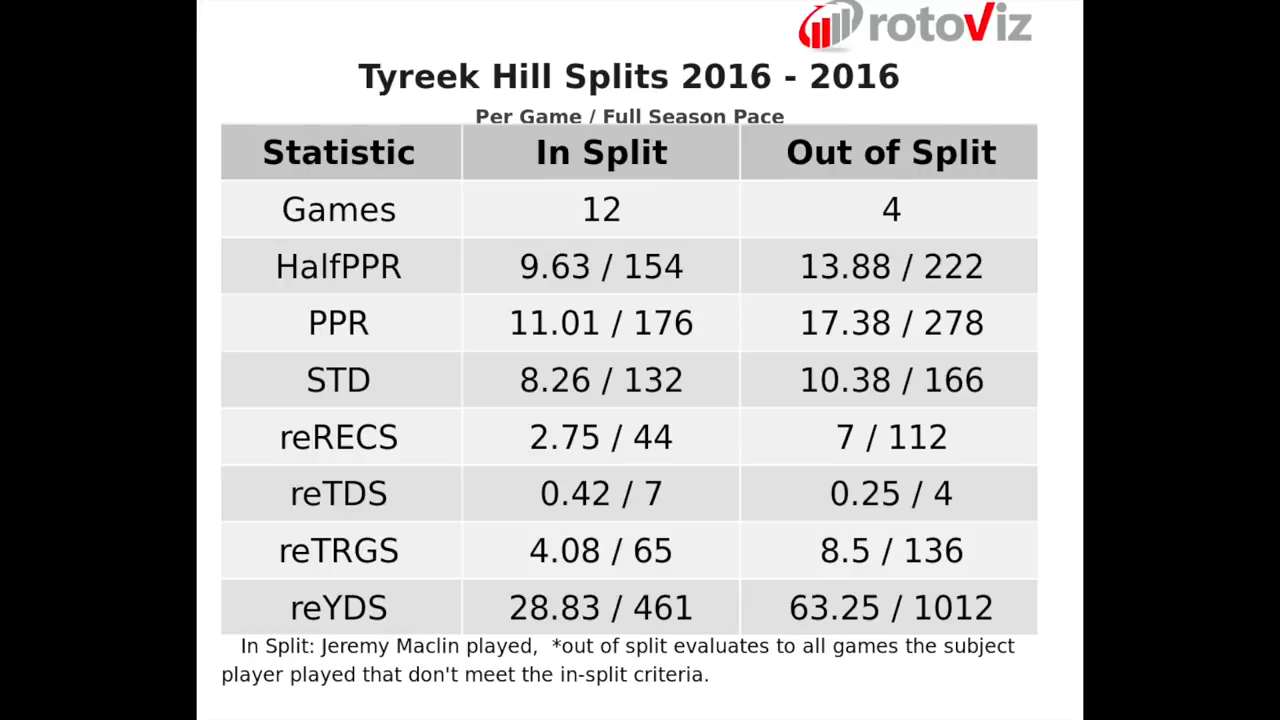 rotoViz
Tyreek Hill Splits 2016 - 2016
Per Game / Full Season Pace
Statistic In Split Out of Split
Games 12 4
HalfPPR 9.63 / 154 13.88 / 222
PPR 11.01 / 176 17.38 / 278
STD 8.26 / 132 10.38 / 166
reRECS 2.75 / 44 7 / 112
reTDS 0.42 / 7 0.25 / 4
reTRGS 4.08 / 65 8.5 / 136
reYDS 28.83 / 461 63.25 / 1012
In Split: Jeremy Maclin played, *out of split evaluates to all games the subject
player played that don't meet the in-split criteria.